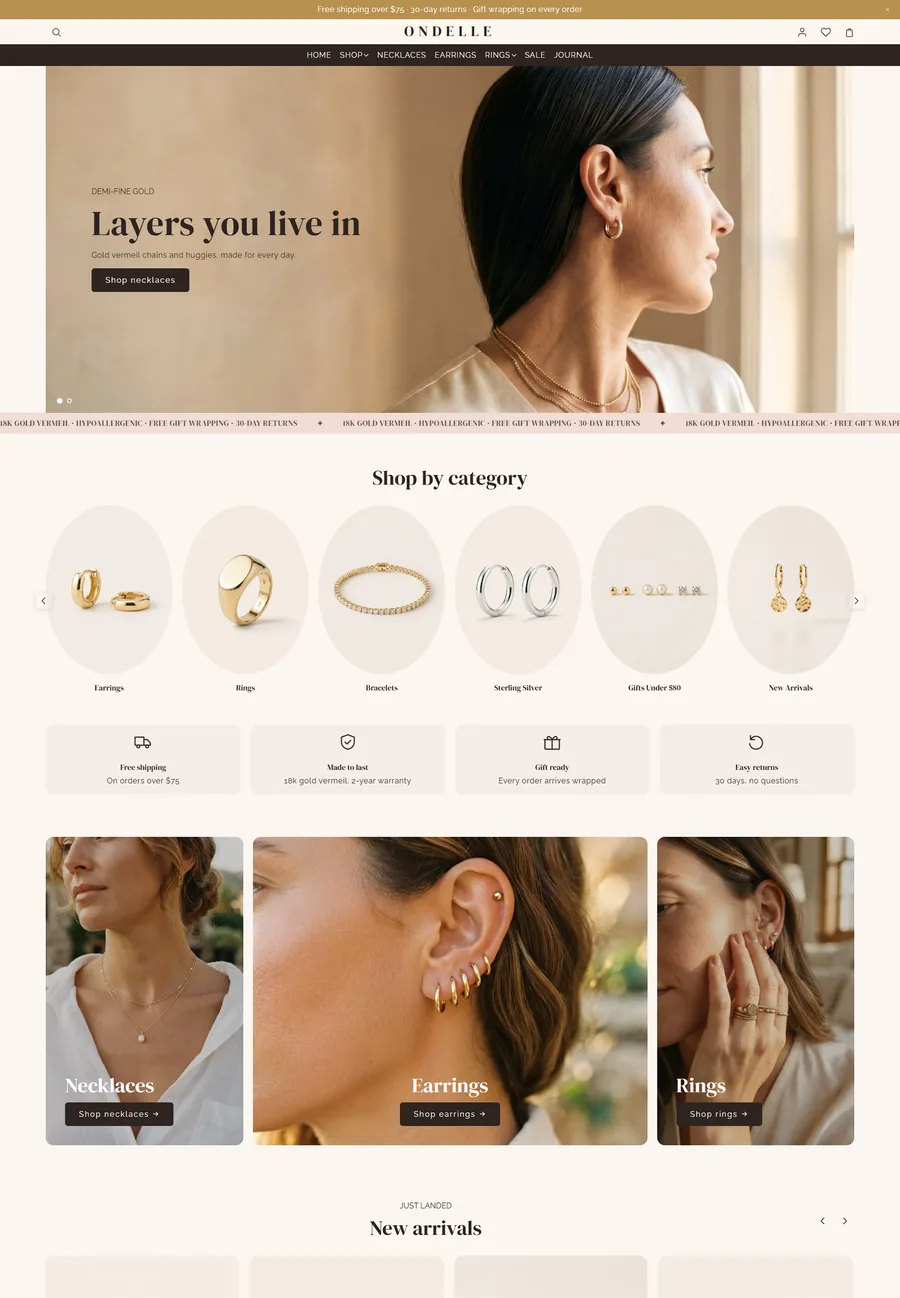 Free shipping over $75 · 30-day returns · Gift wrapping on every order
ONDELLE
HOME SHOP NECKLACES EARRINGS RINGS SALE JOURNAL
DEMI-FINE GOLD
Layers you live in
Gold vermeil chains and huggies, made for every day.
Shop necklaces
18K GOLD VERMEIL · HYPOALLERGENIC · FREE GIFT WRAPPING · 30-DAY RETURNS ✦ 18K GOLD VERMEIL · HYPOALLERGENIC · FREE GIFT WRAPPING · 30-DAY RETURNS ✦ 18K GOLD VERMEIL · HYPOALLERGENIC · FREE GIFT WRAPP
Shop by category
Earrings Rings Bracelets Sterling Silver Gifts Under $80 New Arrivals
Free shipping Made to last Gift ready Easy returns
On orders over $75 18k gold vermeil, 2-year warranty Every order arrives wrapped 30 days, no questions
Necklaces Earrings Rings
Shop necklaces → Shop earrings → Shop rings →
JUST LANDED
New arrivals